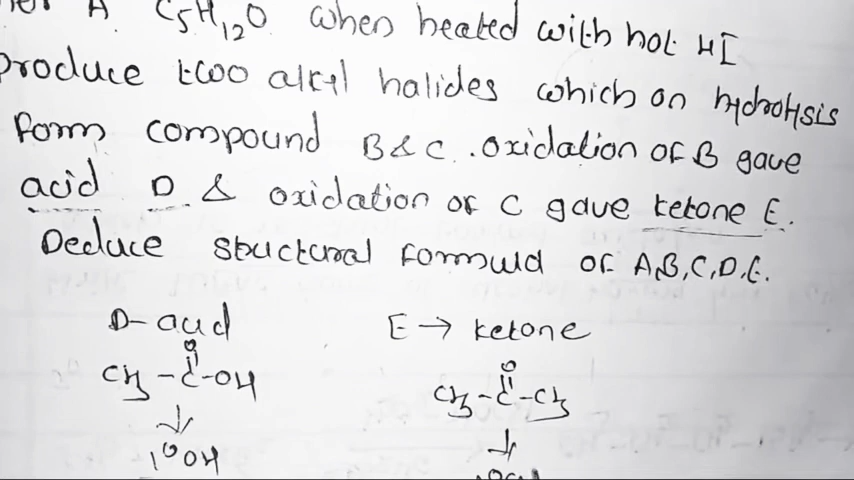 A. C5H12O when heated with hot HI
produce two alkyl halides which on hydrolysis
form compound B & C. oxidation of B gave
acid D & oxidation of C gave ketone E.
Deduce structural formula of A,B,C,D,E.
D- acid E → ketone
O O
CH3 - C - OH CH3 - C - CH3
↓ ↓
1° OH